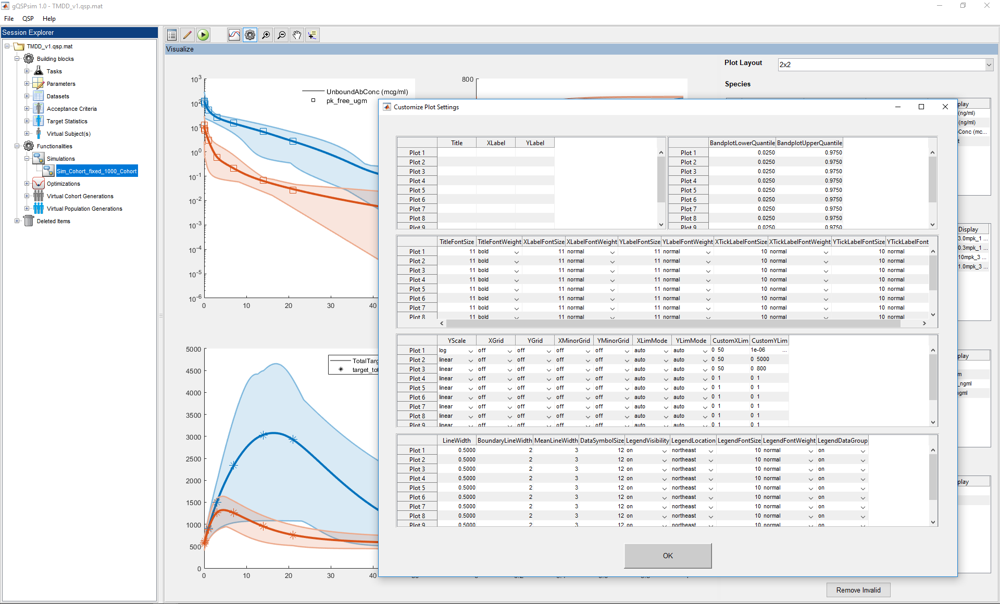 gQSPsim 1.0 - TMDD_v1.qsp.mat
File QSP Help
Session Explorer
TMDD_v1.qsp.mat
Building blocks
Tasks
Parameters
Datasets
Acceptance Criteria
Target Statistics
Virtual Subject(s)
Functionalities
Simulations
Sim_Cohort_fixed_1000_Cohort
Optimizations
Virtual Cohort Generations
Virtual Population Generations
Deleted Items
Visualize
Plot Layout 2x2
Species
10^3
10^2
10^1
10^0
10^-1
10^-2
10^-3
10^-4
10^-5
10^-6
0 10 20 30 40
UnboundAbConc (mcg/ml)
pk_free_ugm
800
5000
4500
4000
3500
3000
2500
2000
1500
1000
500
0
0 10 20 30 40
TotalTarg
target_to
Customize Plot Settings
Title XLabel YLabel
Plot 1
Plot 2
Plot 3
Plot 4
Plot 5
Plot 6
Plot 7
Plot 8
Plot 9
BandplotLowerQuantile BandplotUpperQuantile
Plot 1 0.0250 0.9750
Plot 2 0.0250 0.9750
Plot 3 0.0250 0.9750
Plot 4 0.0250 0.9750
Plot 5 0.0250 0.9750
Plot 6 0.0250 0.9750
Plot 7 0.0250 0.9750
Plot 8 0.0250 0.9750
Plot 9 0.0250 0.9750
TitleFontSize TitleFontWeight XLabelFontSize XLabelFontWeight YLabelFontSize YLabelFontWeight XTickLabelFontSize XTickLabelFontWeight YTickLabelFontSize YTickLabelFont
Plot 1 11 bold 11 normal 11 normal 10 normal 10 normal
Plot 2 11 bold 11 normal 11 normal 10 normal 10 normal
Plot 3 11 bold 11 normal 11 normal 10 normal 10 normal
Plot 4 11 bold 11 normal 11 normal 10 normal 10 normal
Plot 5 11 bold 11 normal 11 normal 10 normal 10 normal
Plot 6 11 bold 11 normal 11 normal 10 normal 10 normal
Plot 7 11 bold 11 normal 11 normal 10 normal 10 normal
Plot 8 11 bold 11 normal 11 normal 10 normal 10 normal
YScale XGrid YGrid XMinorGrid YMinorGrid XLimMode YLimMode CustomXLim CustomYLim
Plot 1 log off off off off auto auto 0 50 1e-06 ...
Plot 2 linear off off off off auto auto 0 50 0 5000
Plot 3 linear off off off off auto auto 0 50 0 800
Plot 4 linear off off off off auto auto 0 1 0 1
Plot 5 linear off off off off auto auto 0 1 0 1
Plot 6 linear off off off off auto auto 0 1 0 1
Plot 7 linear off off off off auto auto 0 1 0 1
Plot 8 linear off off off off auto auto 0 1 0 1
Plot 9 linear off off off off auto auto 0 1 0 1
LineWidth BoundaryLineWidth MeanLineWidth DataSymbolSize LegendVisibility LegendLocation LegendFontSize LegendFontWeight LegendDataGroup
Plot 1 0.5000 2 3 12 on northeast 10 normal on
Plot 2 0.5000 2 3 12 on northeast 10 normal on
Plot 3 0.5000 2 3 12 on northeast 10 normal on
Plot 4 0.5000 2 3 12 on northeast 10 normal on
Plot 5 0.5000 2 3 12 on northeast 10 normal on
Plot 6 0.5000 2 3 12 on northeast 10 normal on
Plot 7 0.5000 2 3 12 on northeast 10 normal on
Plot 8 0.5000 2 3 12 on northeast 10 normal on
Plot 9 0.5000 2 3 12 on northeast 10 normal on
OK
play
(ng/ml)
(ng/ml)
Conc (mc...
t
Display
3.0mpk_1 ...
0.3mpk_1 ...
10mpk_3 ...
1.0mpk_3 ...
play
m
_ngml
gml
play
Remove Invalid